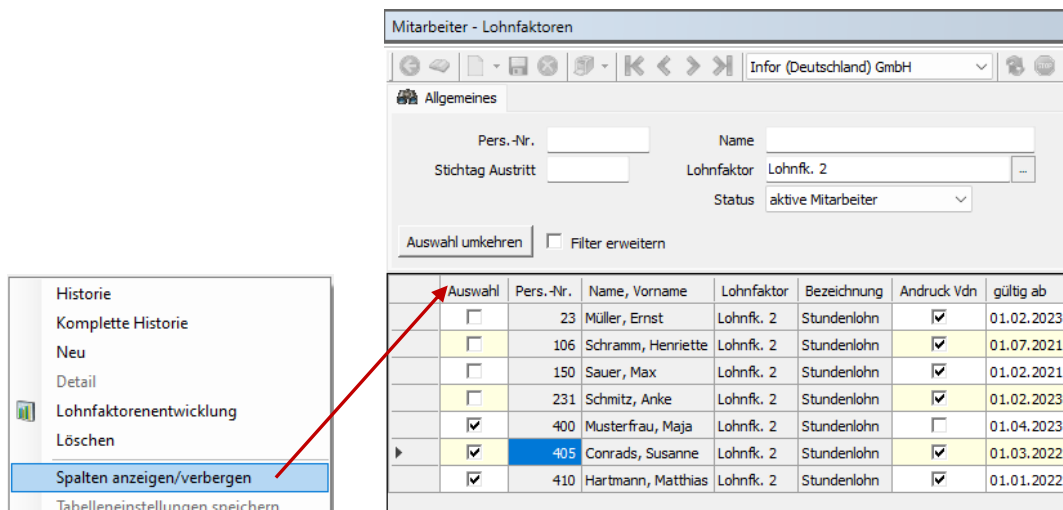 Mitarbeiter - Lohnfaktoren
Infor (Deutschland) GmbH
Allgemeines
Pers.-Nr. Name
Stichtag Austritt Lohnfaktor Lohnfk. 2 ...
Status aktive Mitarbeiter
Auswahl umkehren Filter erweitern
Auswahl Pers.-Nr. Name, Vorname Lohnfaktor Bezeichnung Andruck Vdn gültig ab
23 Müller, Ernst Lohnfk. 2 Stundenlohn 01.02.2023
106 Schramm, Henriette Lohnfk. 2 Stundenlohn 01.07.2021
150 Sauer, Max Lohnfk. 2 Stundenlohn 01.02.2021
231 Schmitz, Anke Lohnfk. 2 Stundenlohn 01.02.2023
400 Musterfrau, Maja Lohnfk. 2 Stundenlohn 01.04.2023
405 Conrads, Susanne Lohnfk. 2 Stundenlohn 01.03.2022
410 Hartmann, Matthias Lohnfk. 2 Stundenlohn 01.01.2022
Historie
Komplette Historie
Neu
Detail
Lohnfaktorenentwicklung
Löschen
Spalten anzeigen/verbergen
Tabelleneinstellungen speichern